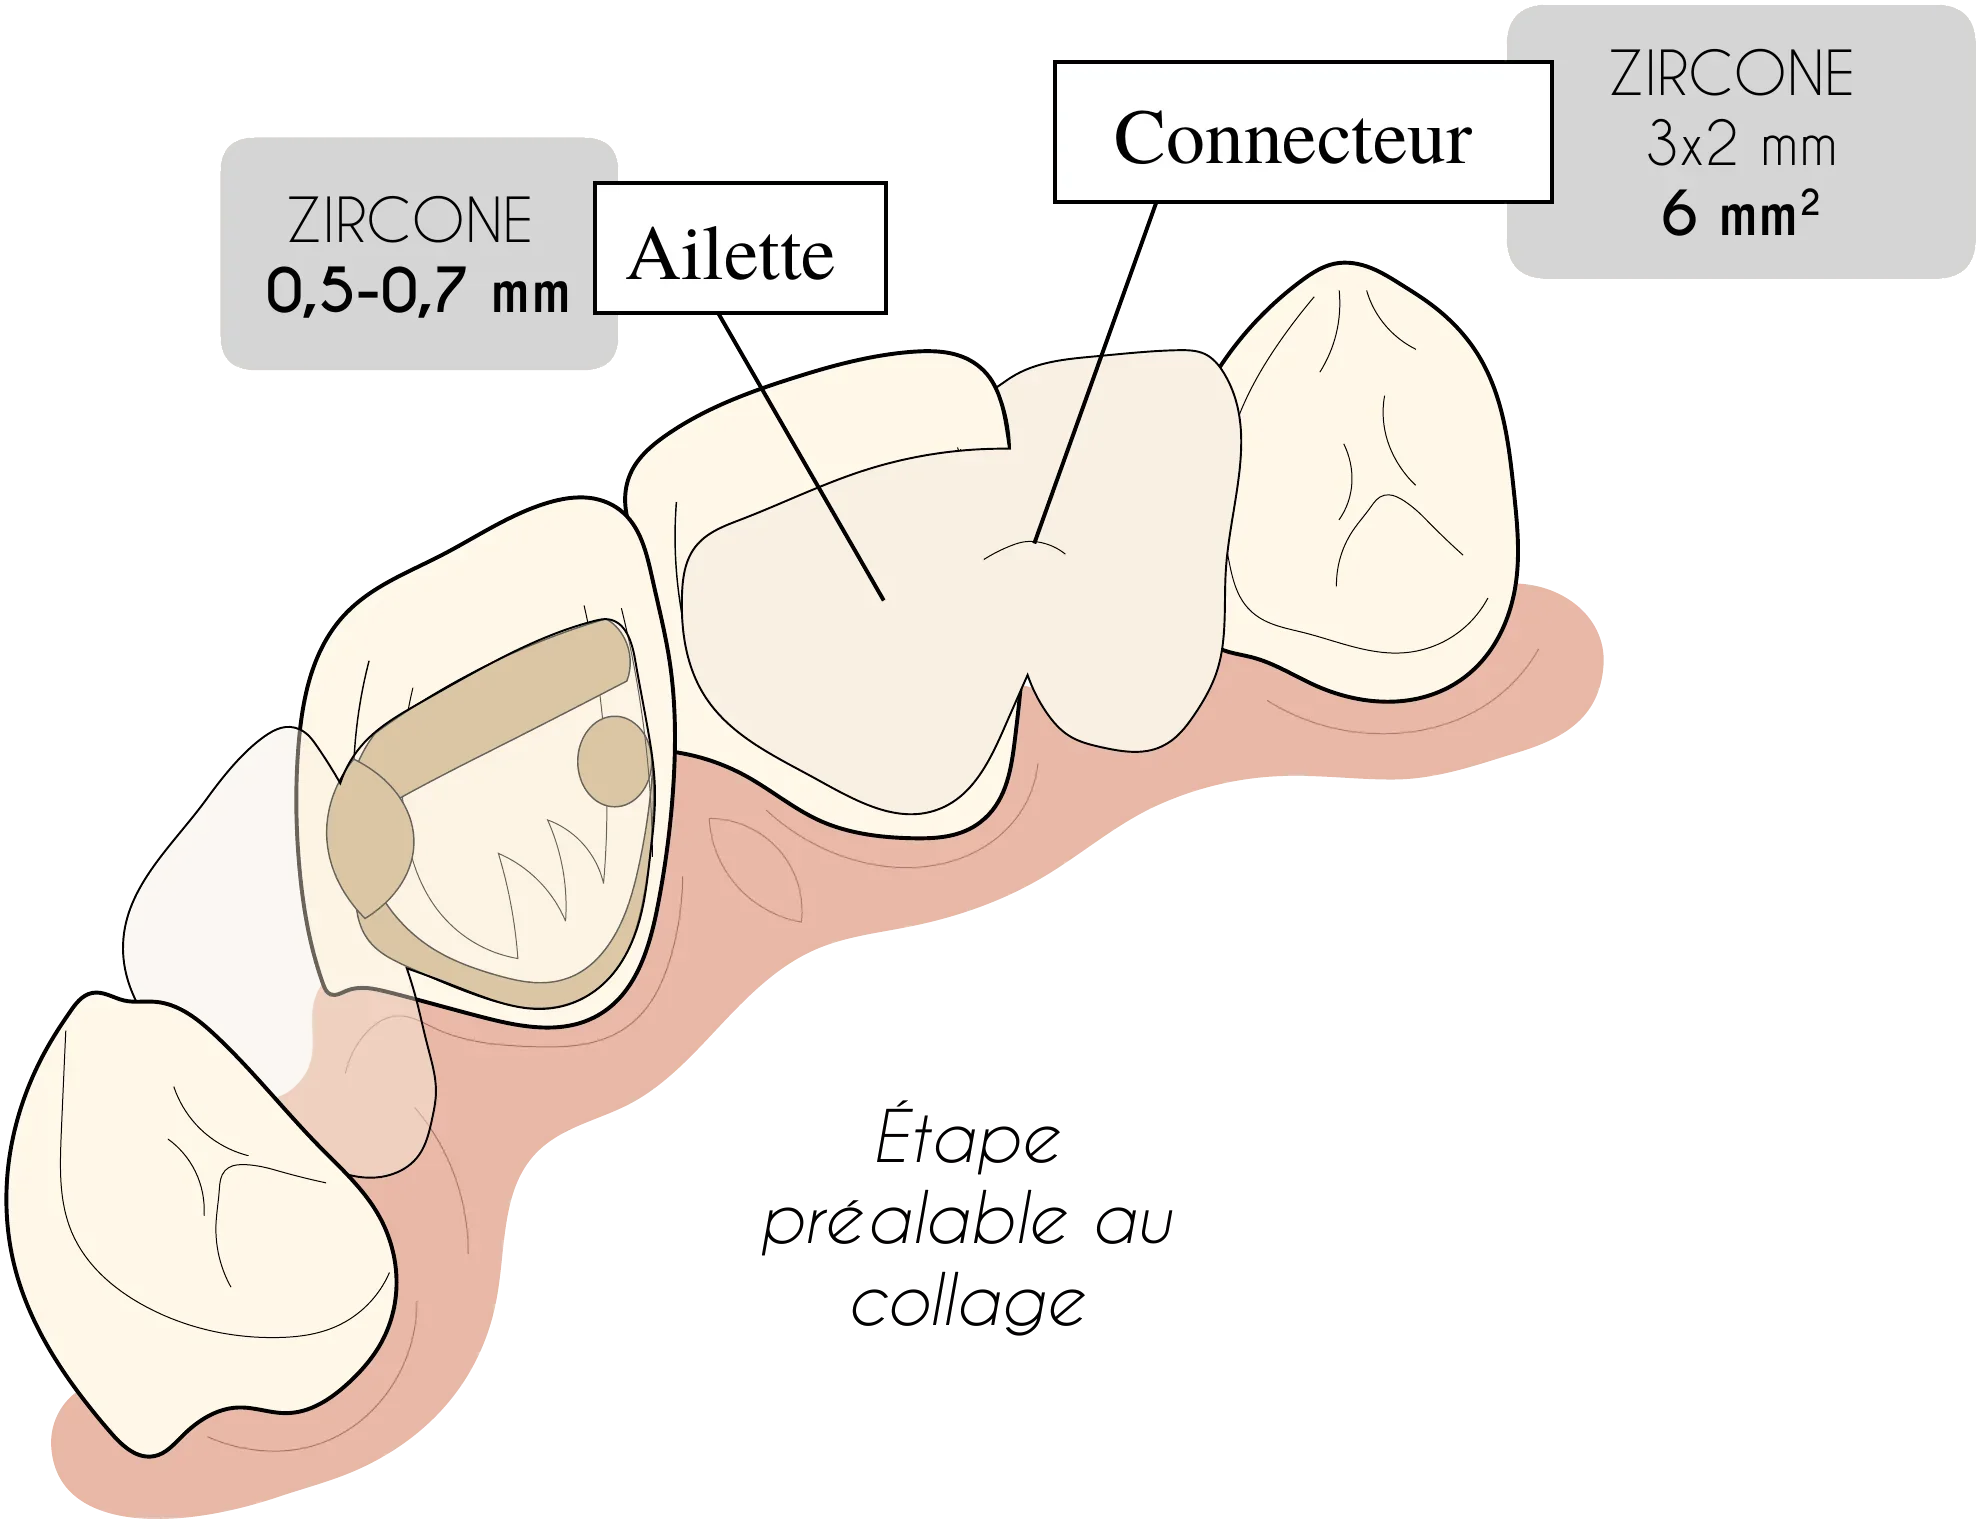 ZIRCONE
0,5-0,7 mm
Ailette
Connecteur
ZIRCONE
3x2 mm
6 mm²
Étape
préalable au
collage